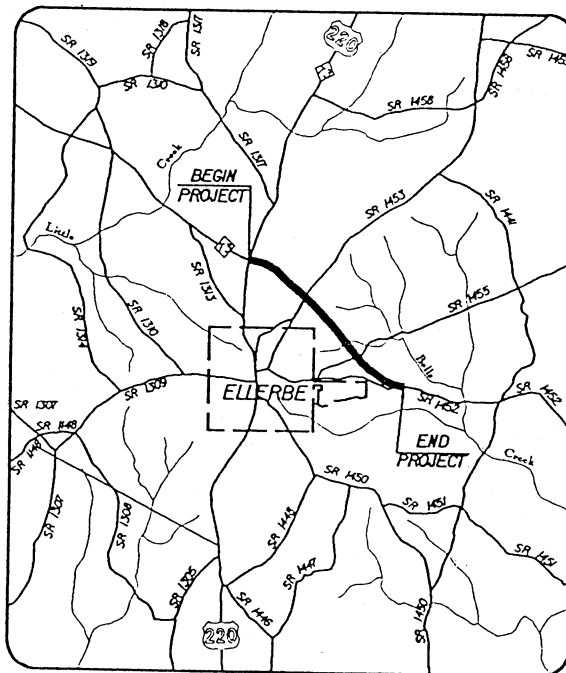 SR 1318
SR 1317
220
SR 1319
SR 1310
SR 1458
SR 1458
SR 1317
Creek
BEGIN
PROJECT
SR 1453
SR 1441
SR 1313
SR 1455
SR 1314
SR 1310
Bells
SR 1309
ELLERBE
SR 1452
SR 1452
SR 1307
SR 1448
SR 1448
END
PROJECT
Creek
SR 1450
SR 1307
SR 1308
SR 1449
SR 1451
SR 1451
SR 1305
SR 1447
SR 1446
SR 1450
220